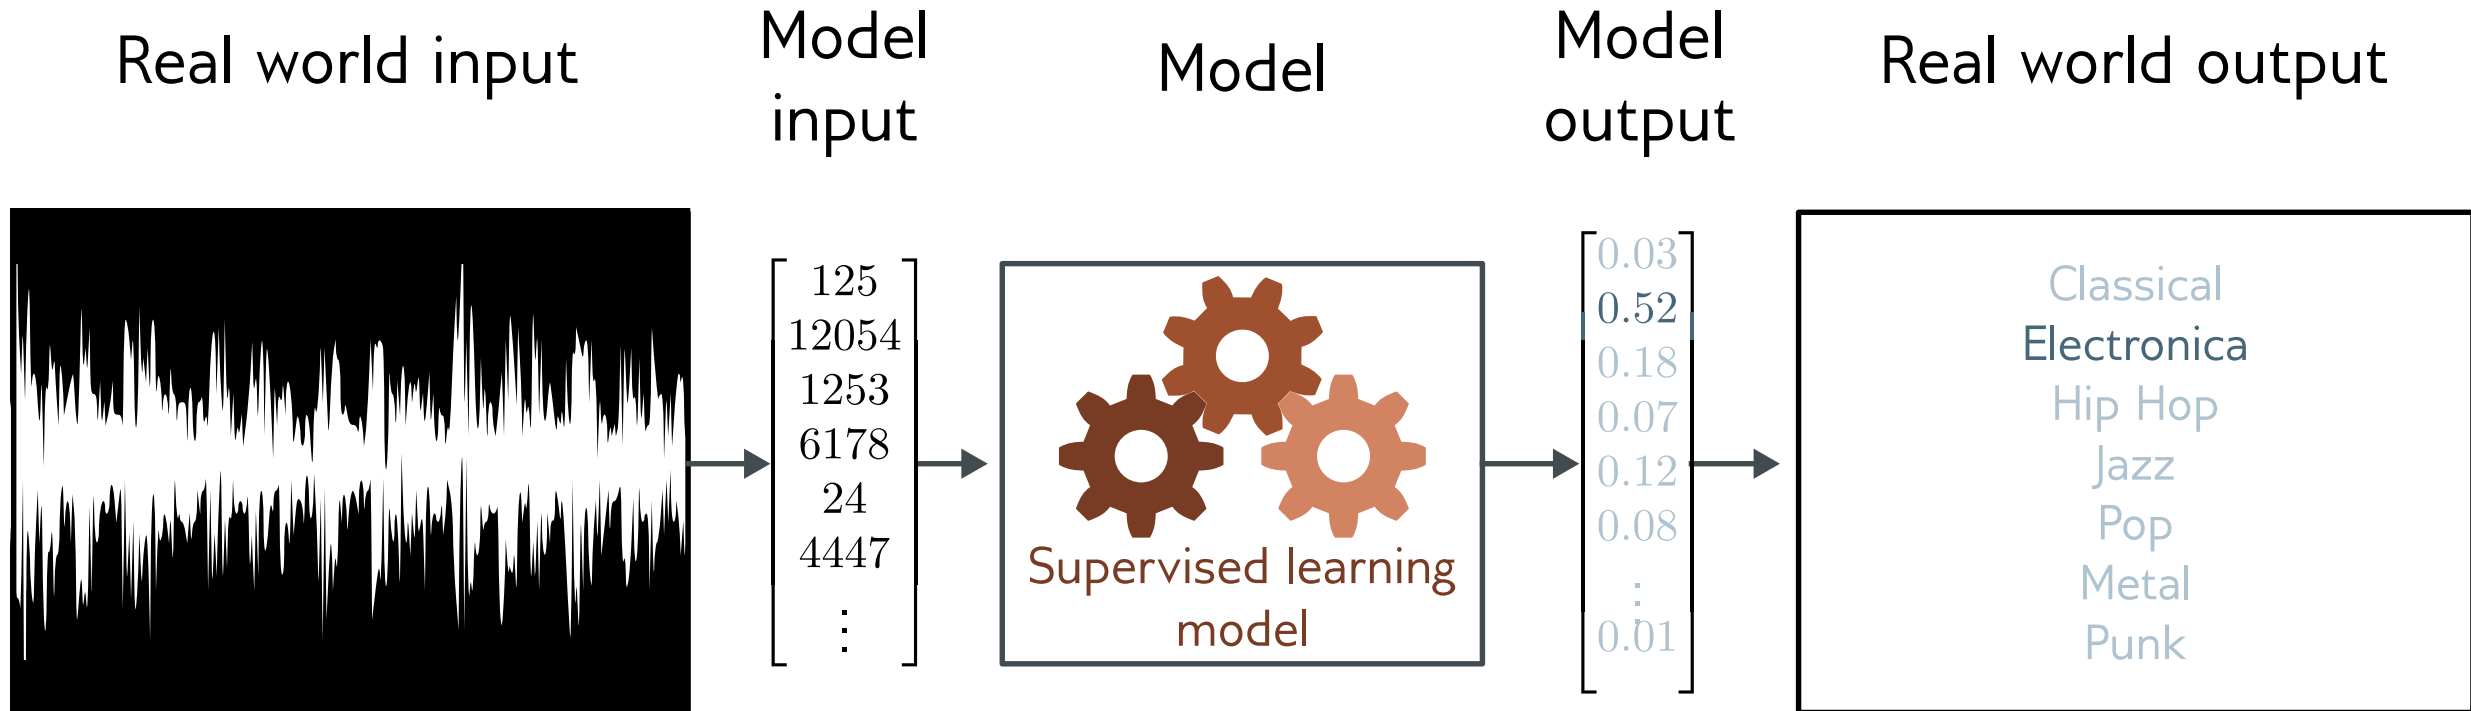 Real world input
Model
input
Model
Model
output
Real world output
125
12054
1253
6178
24
4447
⋮
Supervised learning
model
0.03
0.52
0.18
0.07
0.12
0.08
⋮
0.01
Classical
Electronica
Hip Hop
Jazz
Pop
Metal
Punk